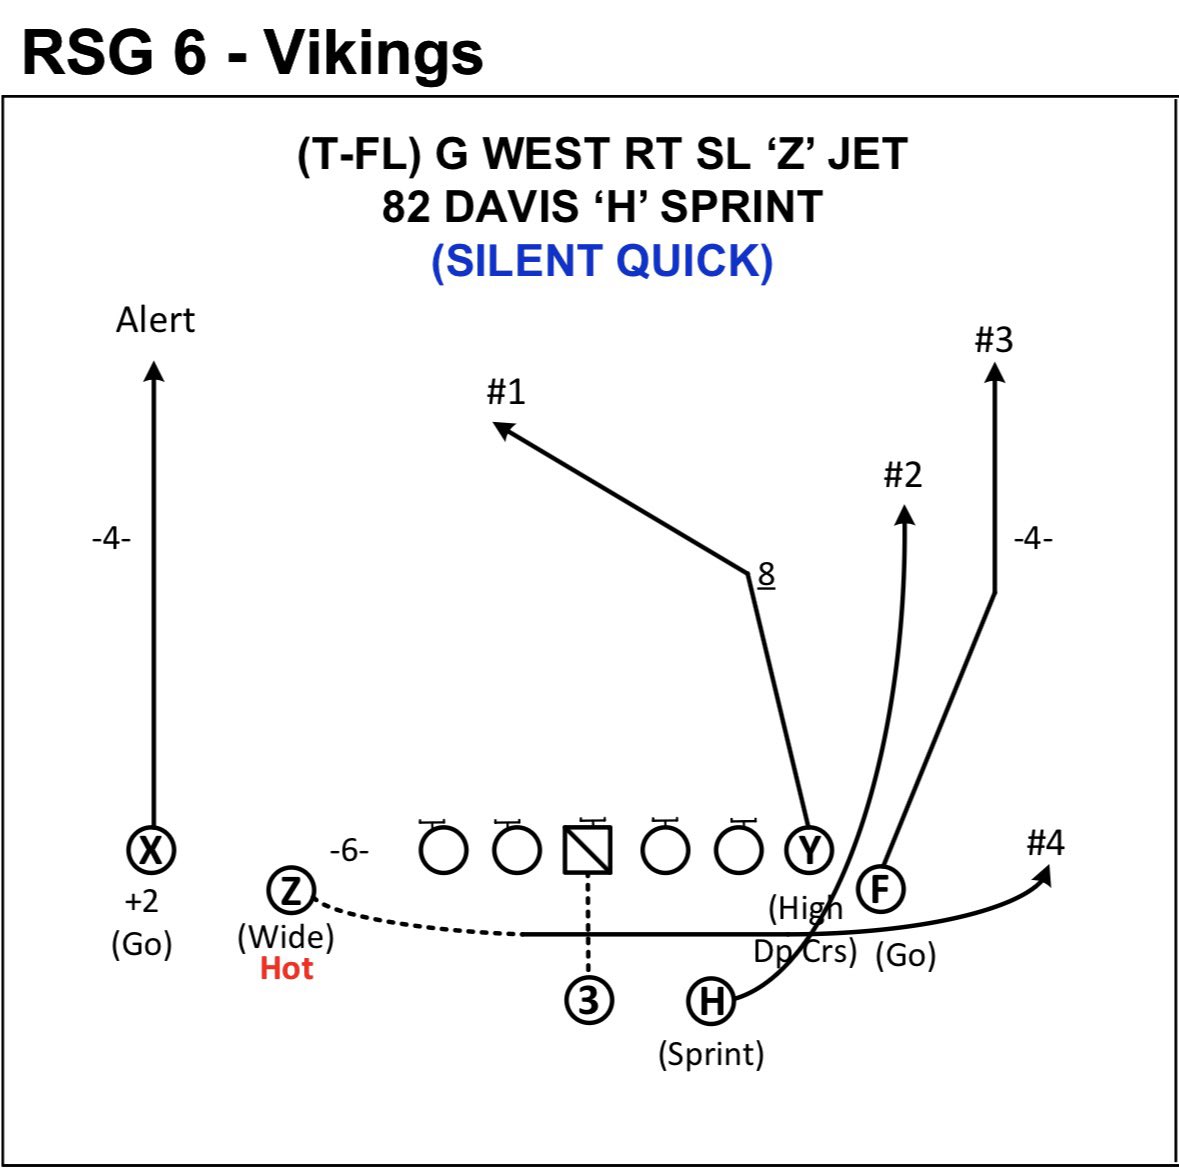 RSG 6 - Vikings
(T-FL) G WEST RT SL ‘Z’ JET
82 DAVIS ‘H’ SPRINT
(SILENT QUICK)
Alert
#3
#1
#2
-4-
-4-
8
X
-6-
Y
#4
+2
Z
F
(Go)
(Wide)
(High
Hot
Dp Crs)
(Go)
3
H
(Sprint)